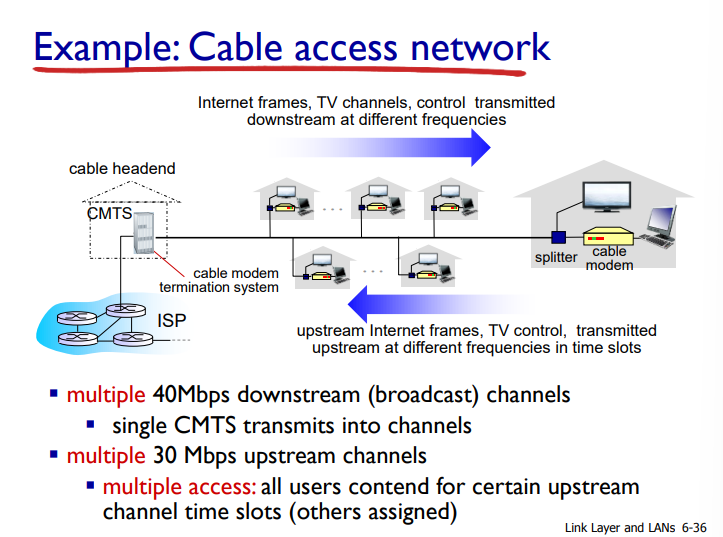 Example: Cable access network
Internet frames, TV channels, control transmitted
downstream at different frequencies
cable headend
CMTS
cable modem
termination system
splitter
cable
modem
ISP
upstream Internet frames, TV control, transmitted
upstream at different frequencies in time slots
▪ multiple 40Mbps downstream (broadcast) channels
▪ single CMTS transmits into channels
▪ multiple 30 Mbps upstream channels
▪ multiple access: all users contend for certain upstream
channel time slots (others assigned)
Link Layer and LANs 6-36